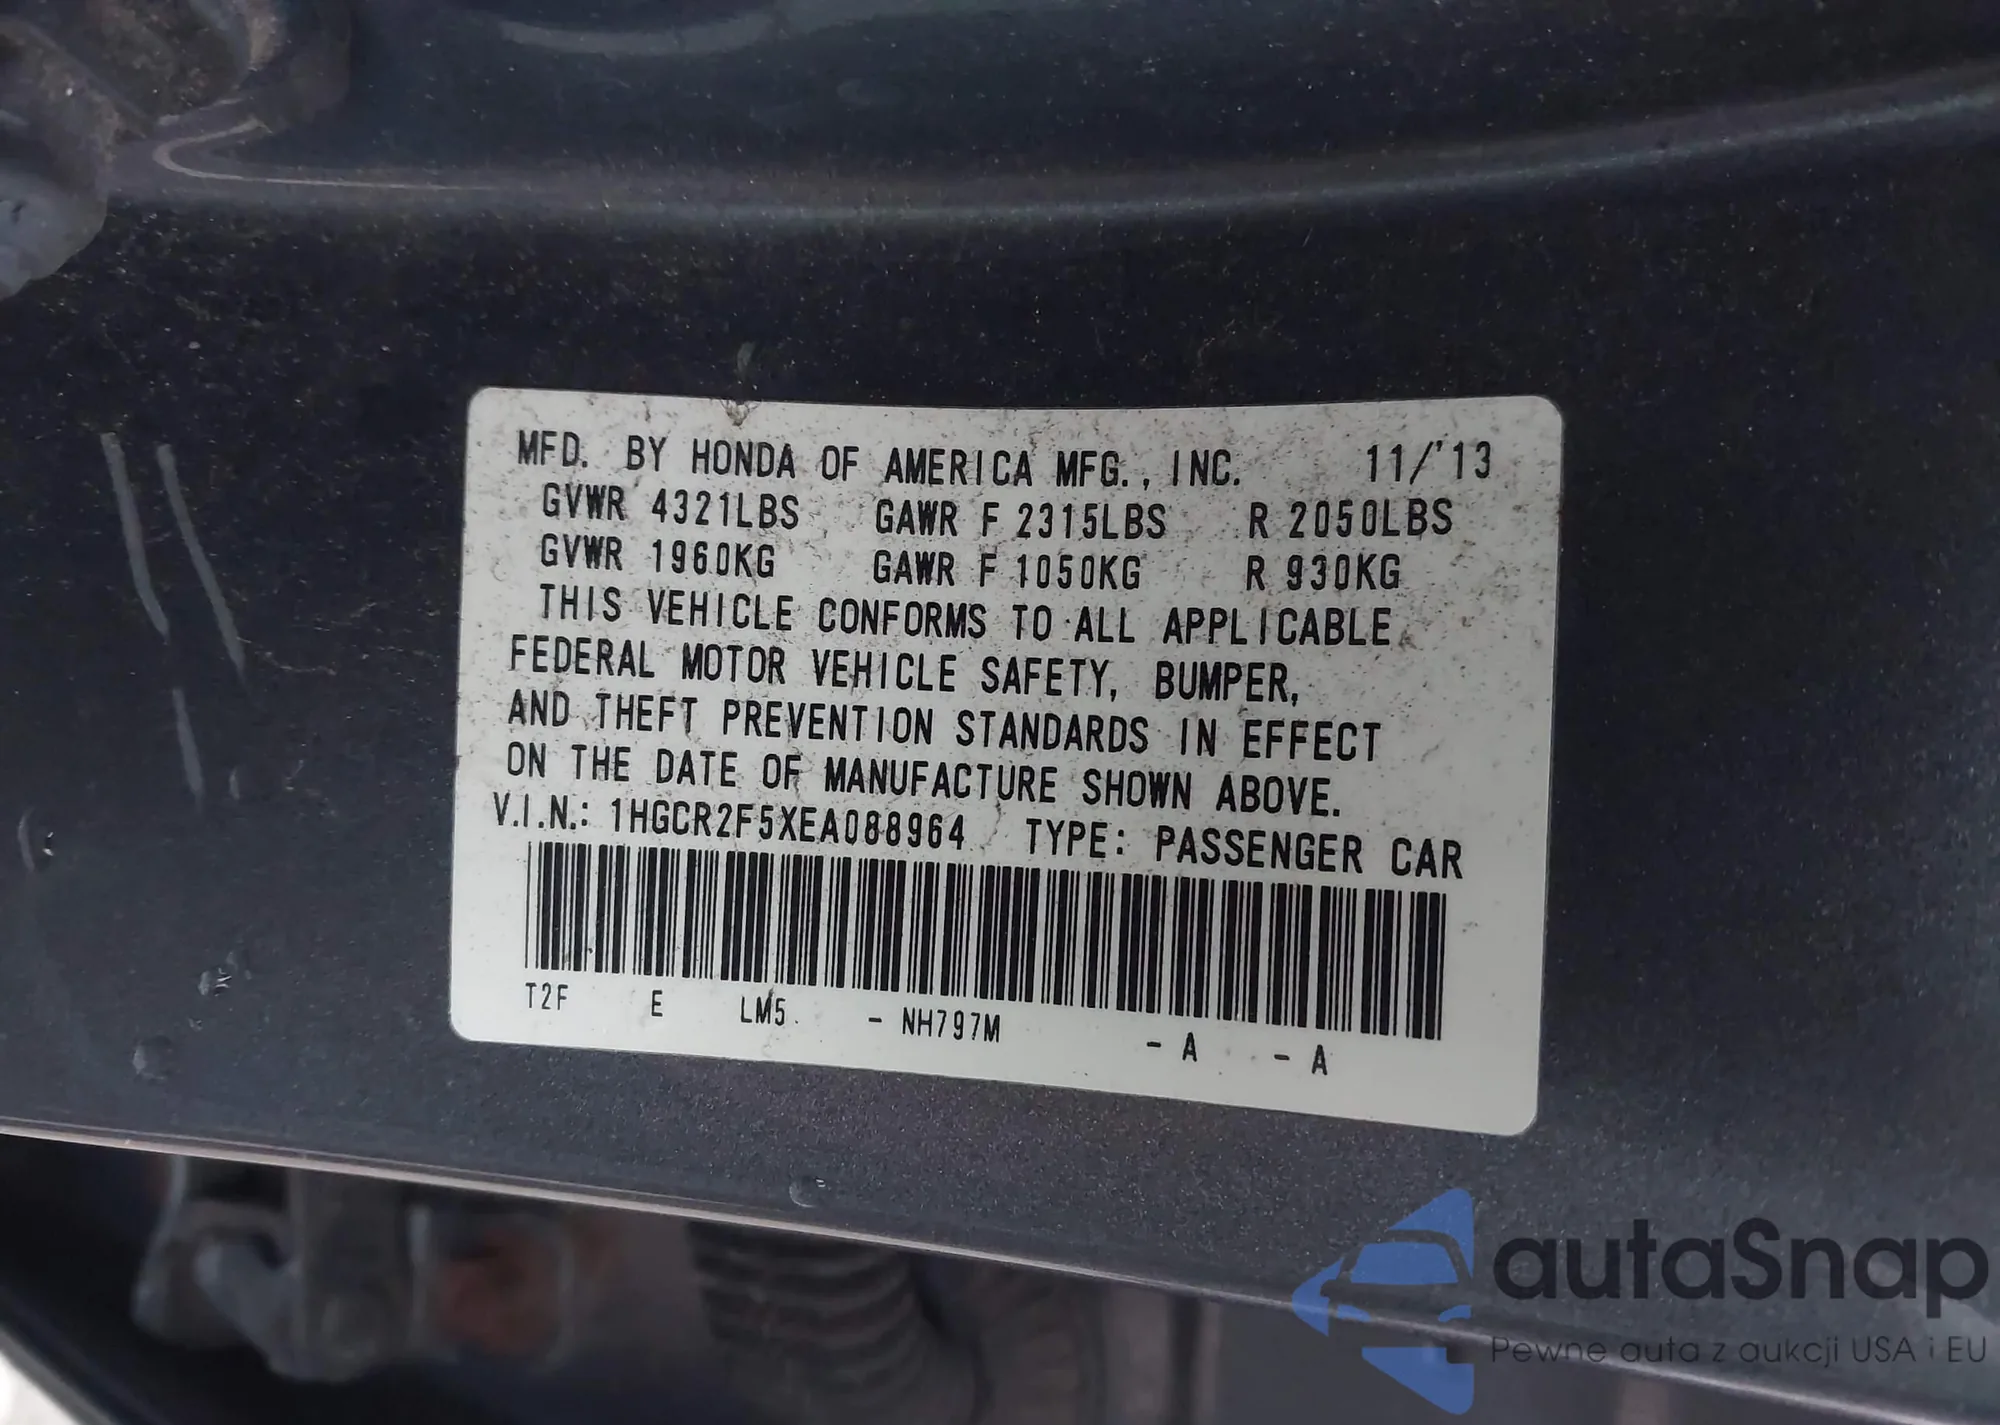 MFD. BY HONDA OF AMERICA MFG., INC. 11/'13
GVWR 4321LBS GAWR F 2315LBS R 2050LBS
GVWR 1960KG GAWR F 1050KG R 930KG
THIS VEHICLE CONFORMS TO ALL APPLICABLE
FEDERAL MOTOR VEHICLE SAFETY, BUMPER,
AND THEFT PREVENTION STANDARDS IN EFFECT
ON THE DATE OF MANUFACTURE SHOWN ABOVE.
V.I.N.: 1HGCR2F5XEA088964 TYPE: PASSENGER CAR
T2F E LM5 - NH797M - A - A
autaSnap
Pewne auta z aukcji USA i EU